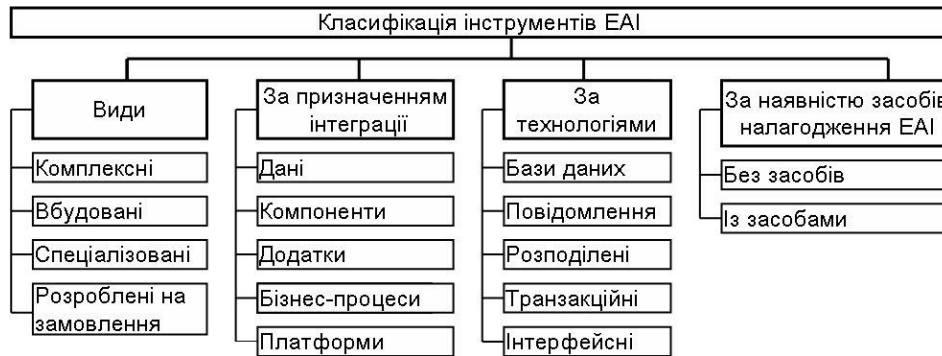 Класифікація інструментів EAI
Види
Комплексні
Вбудовані
Спеціалізовані
Розроблені на
замовлення
За призначенням
інтеграції
Дані
Компоненти
Додатки
Бізнес-процеси
Платформи
За
технологіями
Бази даних
Повідомлення
Розподілені
Транзакційні
Інтерфейсні
За наявністю засобів
налагодження EAI
Без засобів
Із засобами